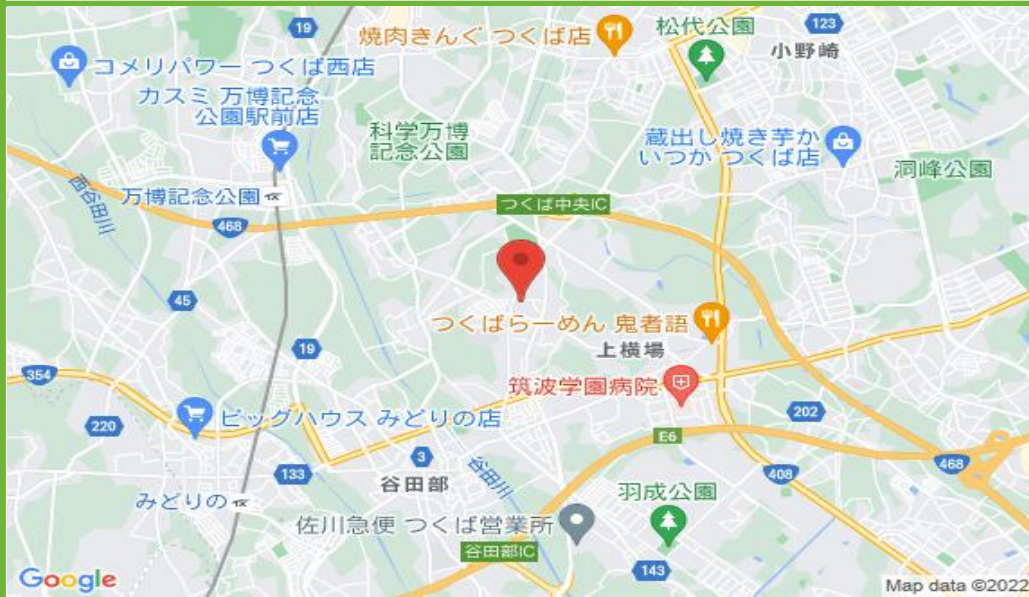 19
焼肉きんぐ つくば店
松代公園
123
小野崎
コメリパワー つくば西店
カスミ 万博記念
公園駅前店
科学万博
記念公園
蔵出し焼き芋か
いつか つくば店
洞峰公園
万博記念公園
つくば中央IC
西谷田川
468
45
つくばらーめん 鬼者語
上横場
19
354
筑波学園病院
ビッグハウス みどりの店
220
202
E6
3
133
谷田部
谷田川
468
408
みどりの
羽成公園
佐川急便 つくば営業所
谷田部IC
143
Google
Map data ©2022